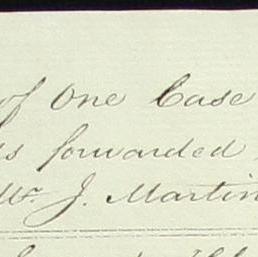 of One Case
forwarded
Mr. J. Martin